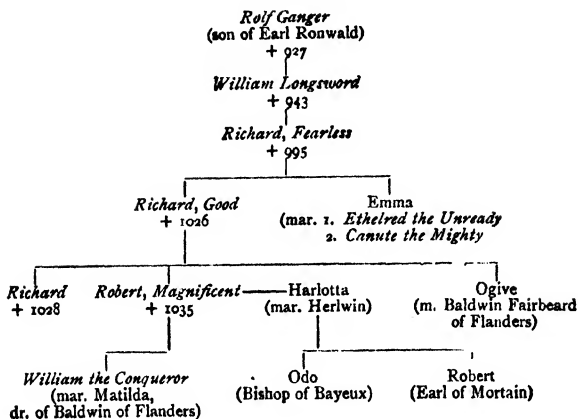 Rolf Ganger
(son of Earl Ronwald)
+ 927
William Longsword
+ 943
Richard, Fearless
+ 995
Richard, Good
+ 1026
Emma
(mar. 1. Ethelred the Unready
2. Canute the Mighty
Richard
+ 1028
Robert, Magnificent
+ 1035
Harlotta
(mar. Herlwin)
Ogive
(m. Baldwin Fairbeard
of Flanders)
William the Conqueror
(mar. Matilda,
dr. of Baldwin of Flanders)
Odo
(Bishop of Bayeux)
Robert
(Earl of Mortain)